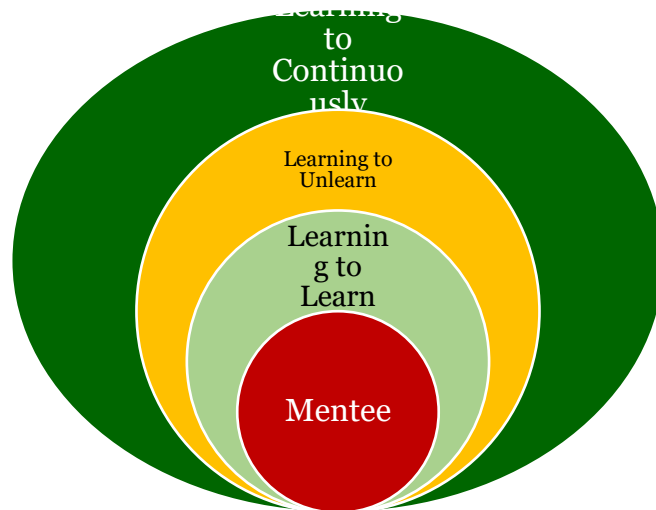 Learning
to
Continuo
usly
Learning to
Unlearn
Learnin
g to
Learn
Mentee